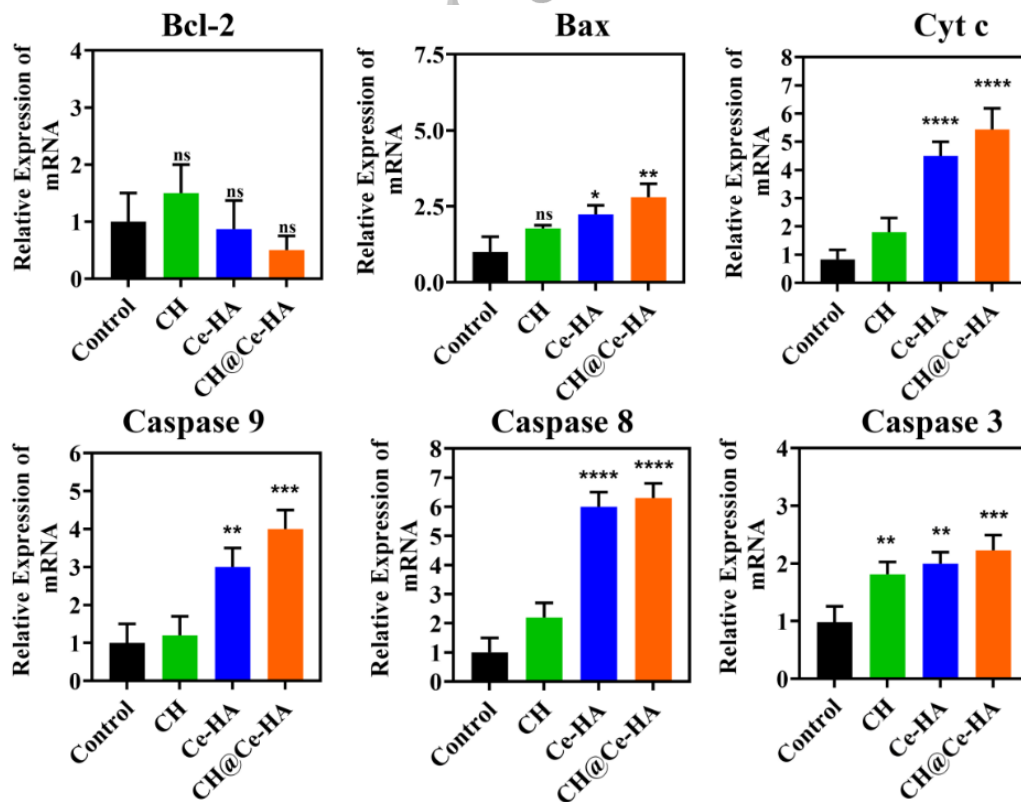 Bcl-2
Relative Expression of
mRNA
4
3
2
1
0
ns
ns
ns
Control
CH
Ce-HA
CH@Ce-HA
Bax
Relative Expression of
mRNA
7.5
5.0
2.5
0.0
ns
*
**
Control
CH
Ce-HA
CH@Ce-HA
Cyt c
Relative Expression of
mRNA
8
7
6
5
4
3
2
1
0
****
****
Control
CH
Ce-HA
CH@Ce-HA
Caspase 9
Relative Expression of
mRNA
6
5
4
3
2
1
0
**
***
Control
CH
Ce-HA
CH@Ce-HA
Caspase 8
Relative Expression of
mRNA
8
7
6
5
4
3
2
1
0
****
****
Control
CH
Ce-HA
CH@Ce-HA
Caspase 3
Relative Expression of
mRNA
4
3
2
1
0
**
**
***
Control
CH
Ce-HA
CH@Ce-HA